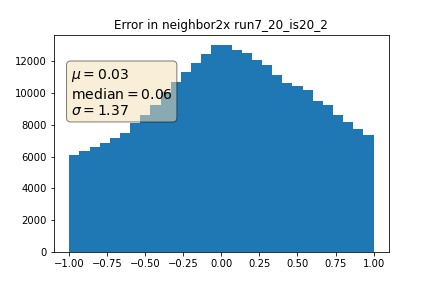 Error in neighbor2x run7_20_is20_2
12000
10000
8000
6000
4000
2000
0
μ = 0.03
median = 0.06
σ = 1.37
−1.00 −0.75 −0.50 −0.25 0.00 0.25 0.50 0.75 1.00